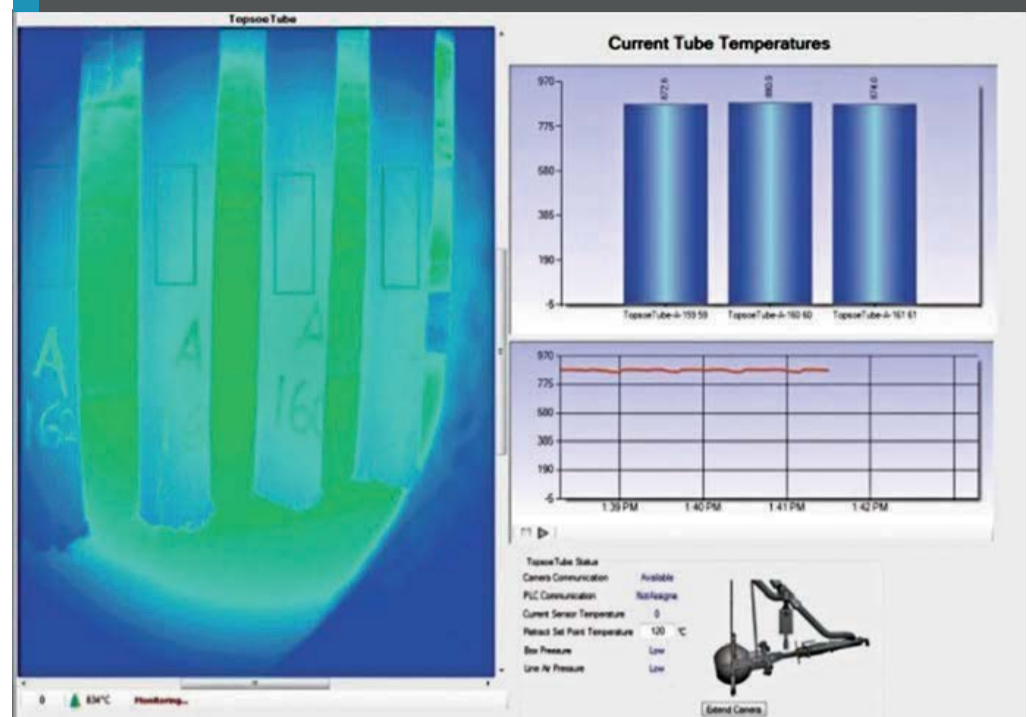 TopsoeTube
A
162
A
A
160
0 834°C Monitoring...
Current Tube Temperatures
970
775
580
385
190
-5
872.6
880.9
874.0
TopsoeTube-A-159 59
TopsoeTube-A-160 60
TopsoeTube-A-161 61
970
775
580
385
190
-5
1:39 PM
1:40 PM
1:41 PM
1:42 PM
TopsoeTube Status
Camera Communication Available
PLC Communication NotAssigne
Current Sensor Temperature 0
Retract Set Point Temperature 120 °C
Box Pressure Low
Line Air Pressure Low
Extend Camera